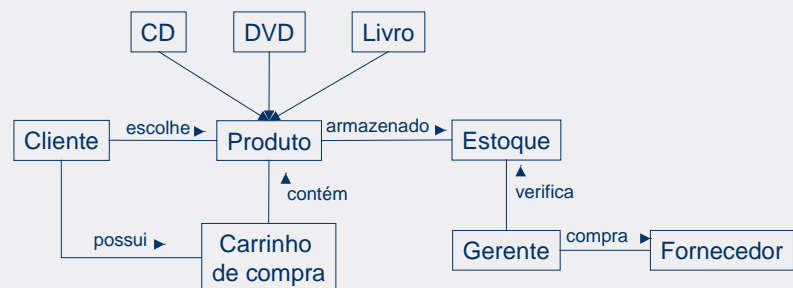 CD
DVD
Livro
Cliente
escolhe
Produto
armazenado
Estoque
contém
verifica
possui
Carrinho
de compra
Gerente
compra
Fornecedor